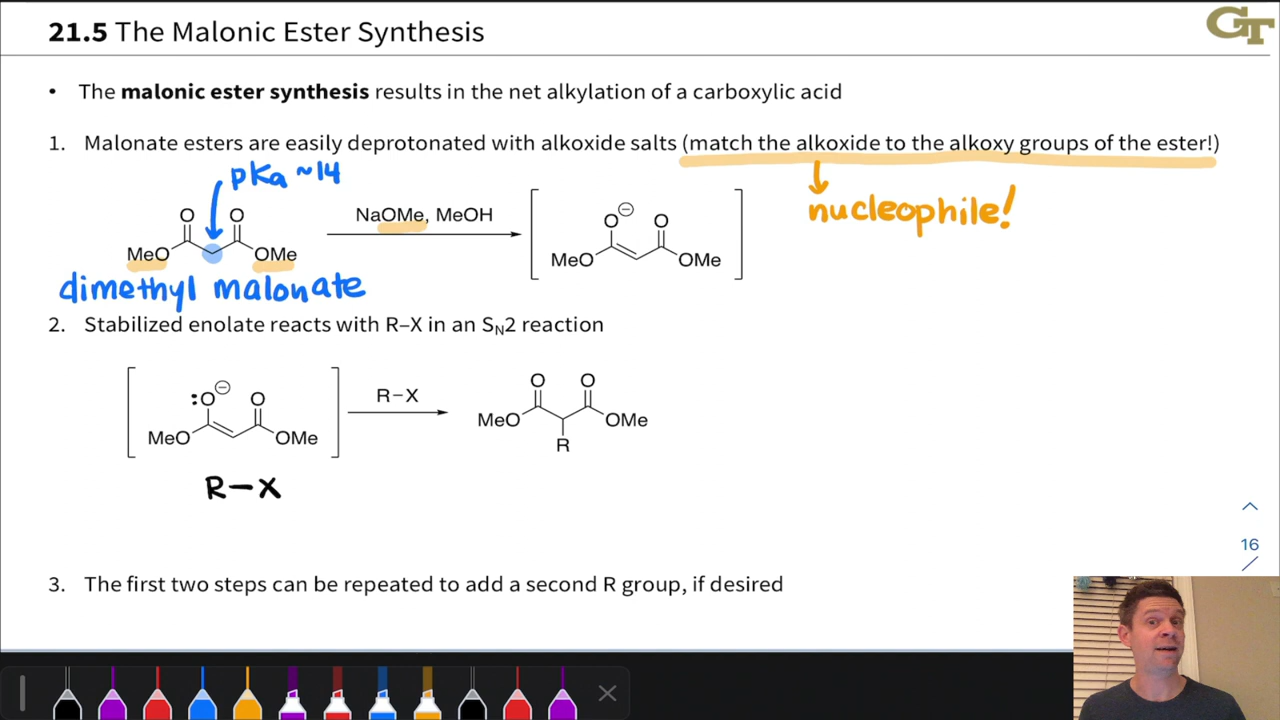 21.5 The Malonic Ester Synthesis
GT
• The malonic ester synthesis results in the net alkylation of a carboxylic acid
1. Malonate esters are easily deprotonated with alkoxide salts (match the alkoxide to the alkoxy groups of the ester!)
pKa ~14
nucleophile!
O O
MeO OMe
NaOMe, MeOH
O⊖ O
MeO OMe
dimethyl malonate
2. Stabilized enolate reacts with R–X in an SN2 reaction
:O⊖ O
MeO OMe
R–X
O O
MeO OMe
R
R–X
16
3. The first two steps can be repeated to add a second R group, if desired